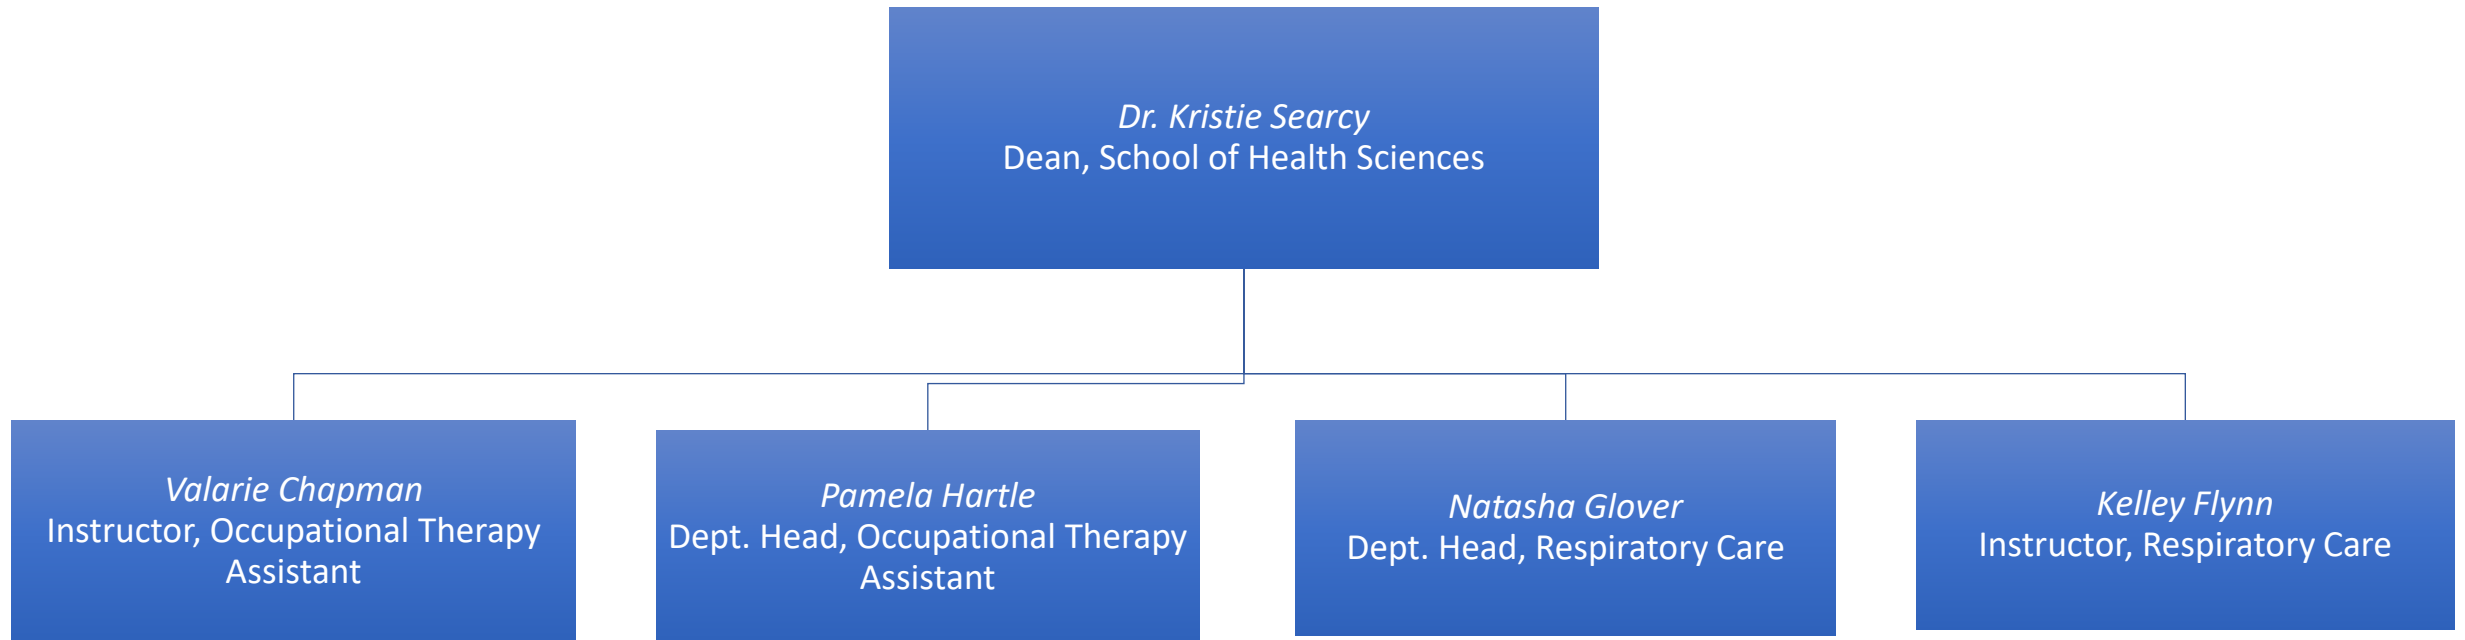 Dr. Kristie Searcy
Dean, School of Health Sciences
Valarie Chapman
Instructor, Occupational Therapy
Assistant
Pamela Hartle
Dept. Head, Occupational Therapy
Assistant
Natasha Glover
Dept. Head, Respiratory Care
Kelley Flynn
Instructor, Respiratory Care